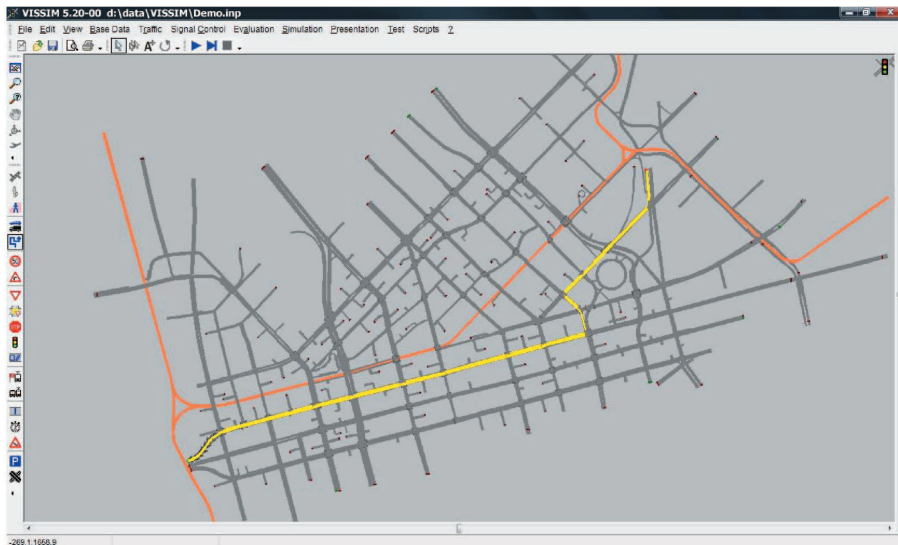 VISSIM 5.20-00 d:\data\VISSIM\Demo.inp
File Edit View Base Data Traffic Signal Control Evaluation Simulation Presentation Test Scripts ?
-269.1:1658.9